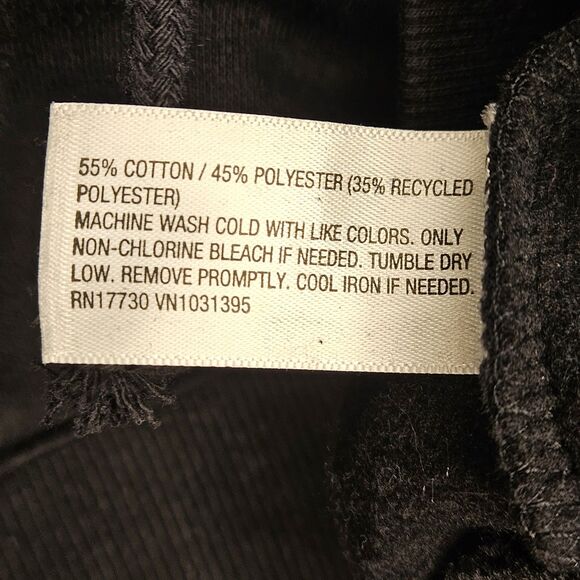 55% COTTON / 45% POLYESTER (35% RECYCLED
POLYESTER)
MACHINE WASH COLD WITH LIKE COLORS. ONLY
NON-CHLORINE BLEACH IF NEEDED. TUMBLE DRY
LOW. REMOVE PROMPTLY. COOL IRON IF NEEDED.
RN17730 VN1031395